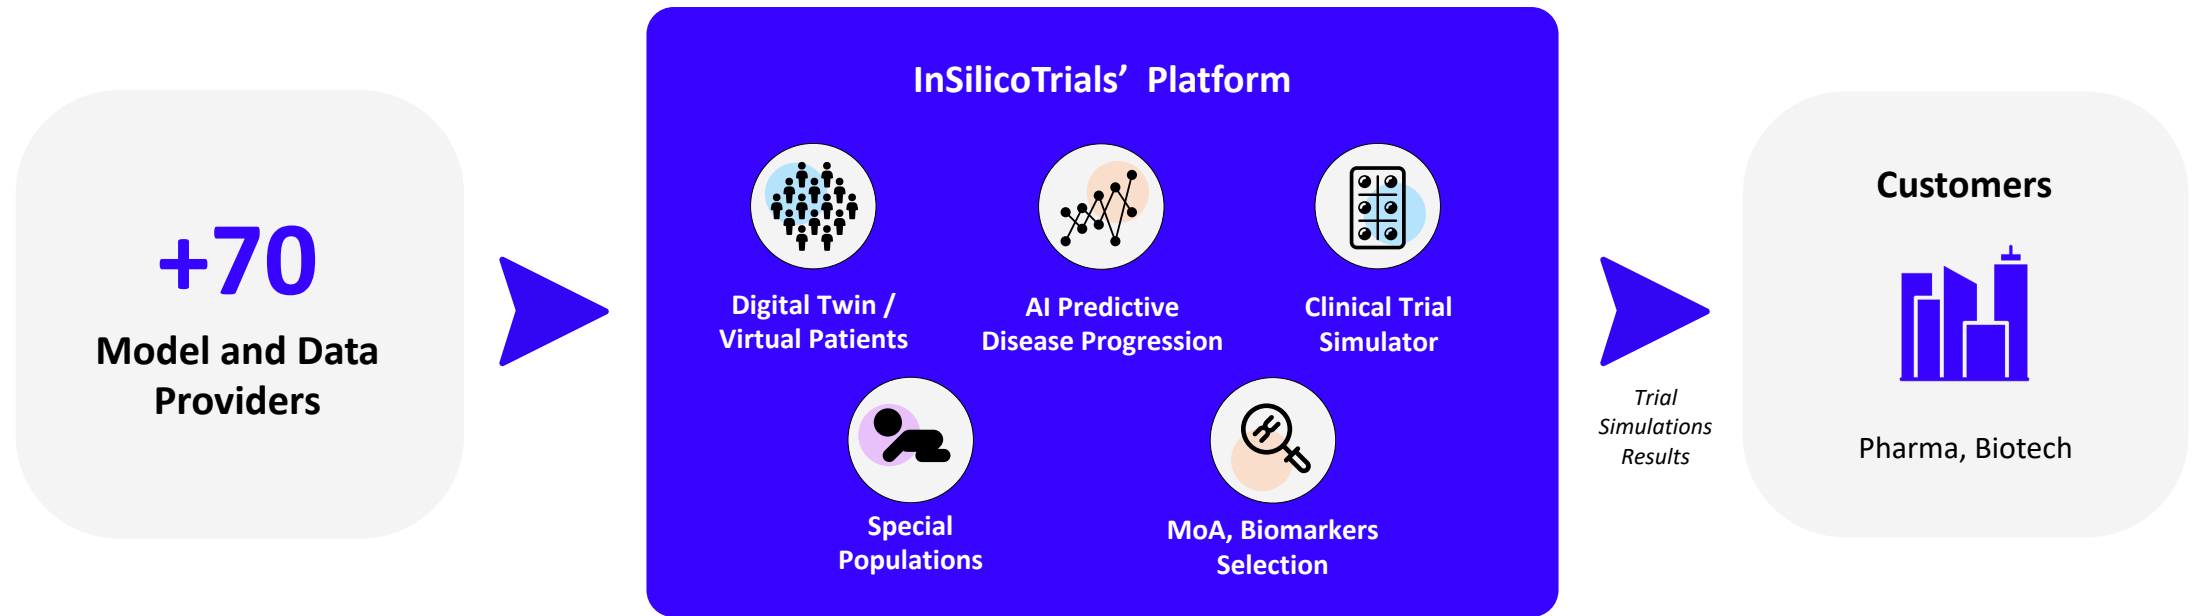 +70
Model and Data
Providers
InSilicoTrials’ Platform
Digital Twin /
Virtual Patients
AI Predictive
Disease Progression
Clinical Trial
Simulator
Special
Populations
MoA, Biomarkers
Selection
Trial
Simulations
Results
Customers
Pharma, Biotech